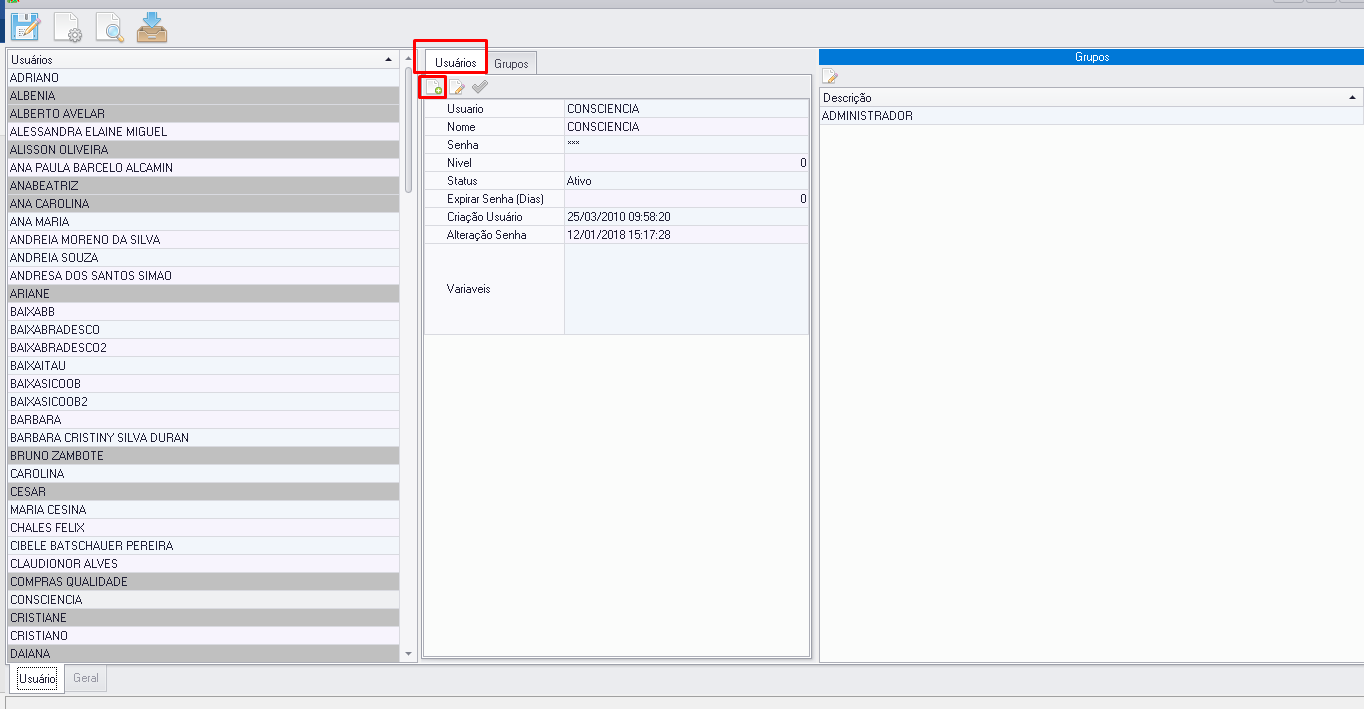 Usuários
ADRIANO
ALBENIA
ALBERTO AVELAR
ALESSANDRA ELAINE MIGUEL
ALISSON OLIVEIRA
ANA PAULA BARCELO ALCAMIN
ANABEATRIZ
ANA CAROLINA
ANA MARIA
ANDREIA MORENO DA SILVA
ANDREIA SOUZA
ANDRESA DOS SANTOS SIMAO
ARIANE
BAIXABB
BAIXABRADESCO
BAIXABRADESCO2
BAIXAITAU
BAIXASICOOB
BAIXASICOOB2
BARBARA
BARBARA CRISTINY SILVA DURAN
BRUNO ZAMBOTE
CAROLINA
CESAR
MARIA CESINA
CHALES FELIX
CIBELE BATSCHAUER PEREIRA
CLAUDIONOR ALVES
COMPRAS QUALIDADE
CONSCIENCIA
CRISTIANE
CRISTIANO
DAIANA
Usuários Grupos
Usuario CONSCIENCIA
Nome CONSCIENCIA
Senha ***
Nivel 0
Status Ativo
Expirar Senha (Dias) 0
Criação Usuário 25/03/2010 09:58:20
Alteração Senha 12/01/2018 15:17:28
Variaveis
Grupos
Descrição
ADMINISTRADOR
Usuário Geral